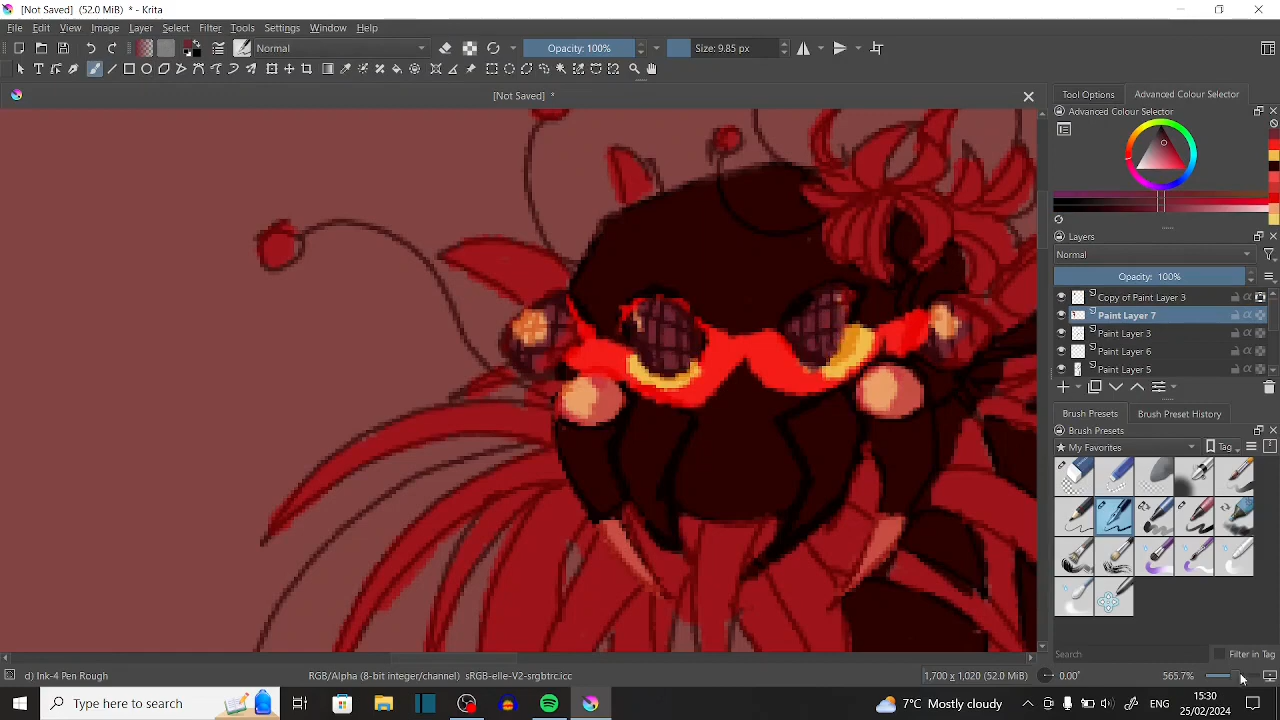 [Not Saved] (52.0 MiB) * - Krita
File Edit View Image Layer Select Filter Tools Settings Window Help
Normal Opacity: 100% Size: 9.85 px
[Not Saved] *
Tool Options Advanced Colour Selector
Advanced Colour Selector
Layers
Normal
Opacity: 100%
Copy of Paint Layer 3
Paint Layer 7
Paint Layer 3
Paint Layer 6
Paint Layer 5
Brush Presets Brush Preset History
Brush Presets
My Favorites Tag
Search Filter in Tag
d) Ink-4 Pen Rough RGB/Alpha (8-bit integer/channel) sRGB-elle-V2-srgbtrc.icc 1,700 x 1,020 (52.0 MiB) 0.00° 565.7%
Type here to search 7°C Mostly cloudy ENG 15:30
25/02/2024